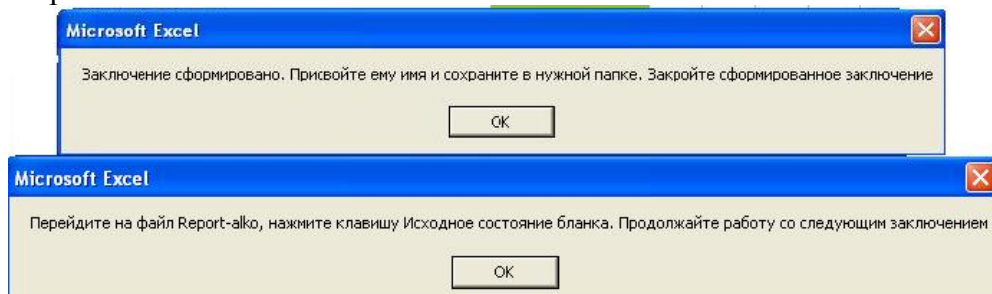 Microsoft Excel
Заключение сформировано. Присвойте ему имя и сохраните в нужной папке. Закройте сформированное заключение
OK
Microsoft Excel
Перейдите на файл Report-alko, нажмите клавишу Исходное состояние бланка. Продолжайте работу со следующим заключением
OK